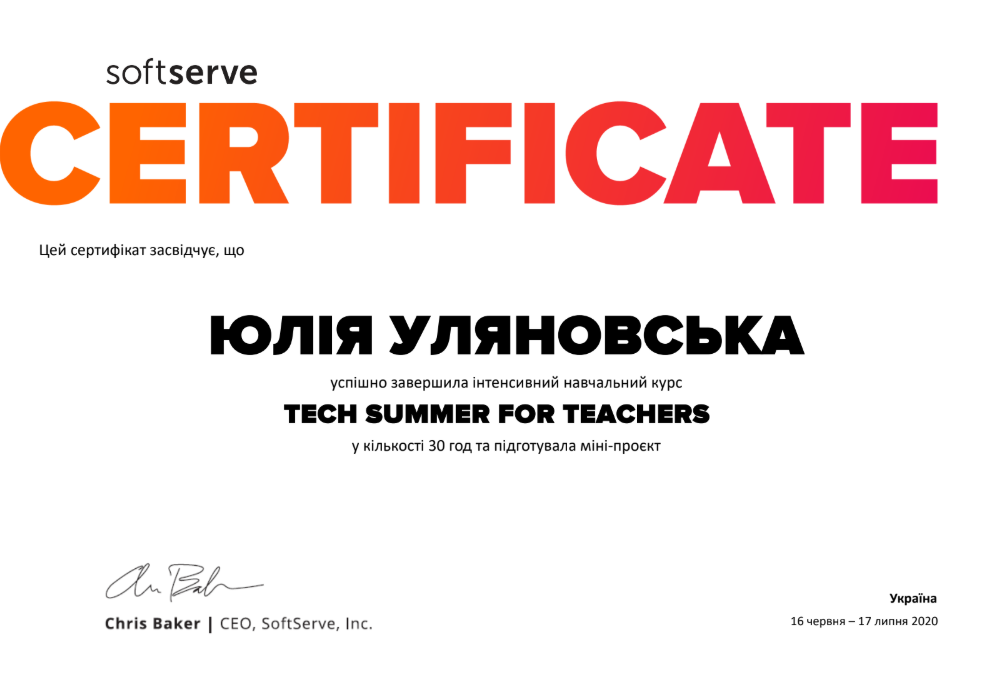 softserve
CERTIFICATE
Цей сертифікат засвідчує, що
ЮЛІЯ УЛЯНОВСЬКА
успішно завершила інтенсивний навчальний курс
TECH SUMMER FOR TEACHERS
у кількості 30 год та підготувала міні-проєкт
Chris Baker | CEO, SoftServe, Inc.
Україна
16 червня – 17 липня 2020